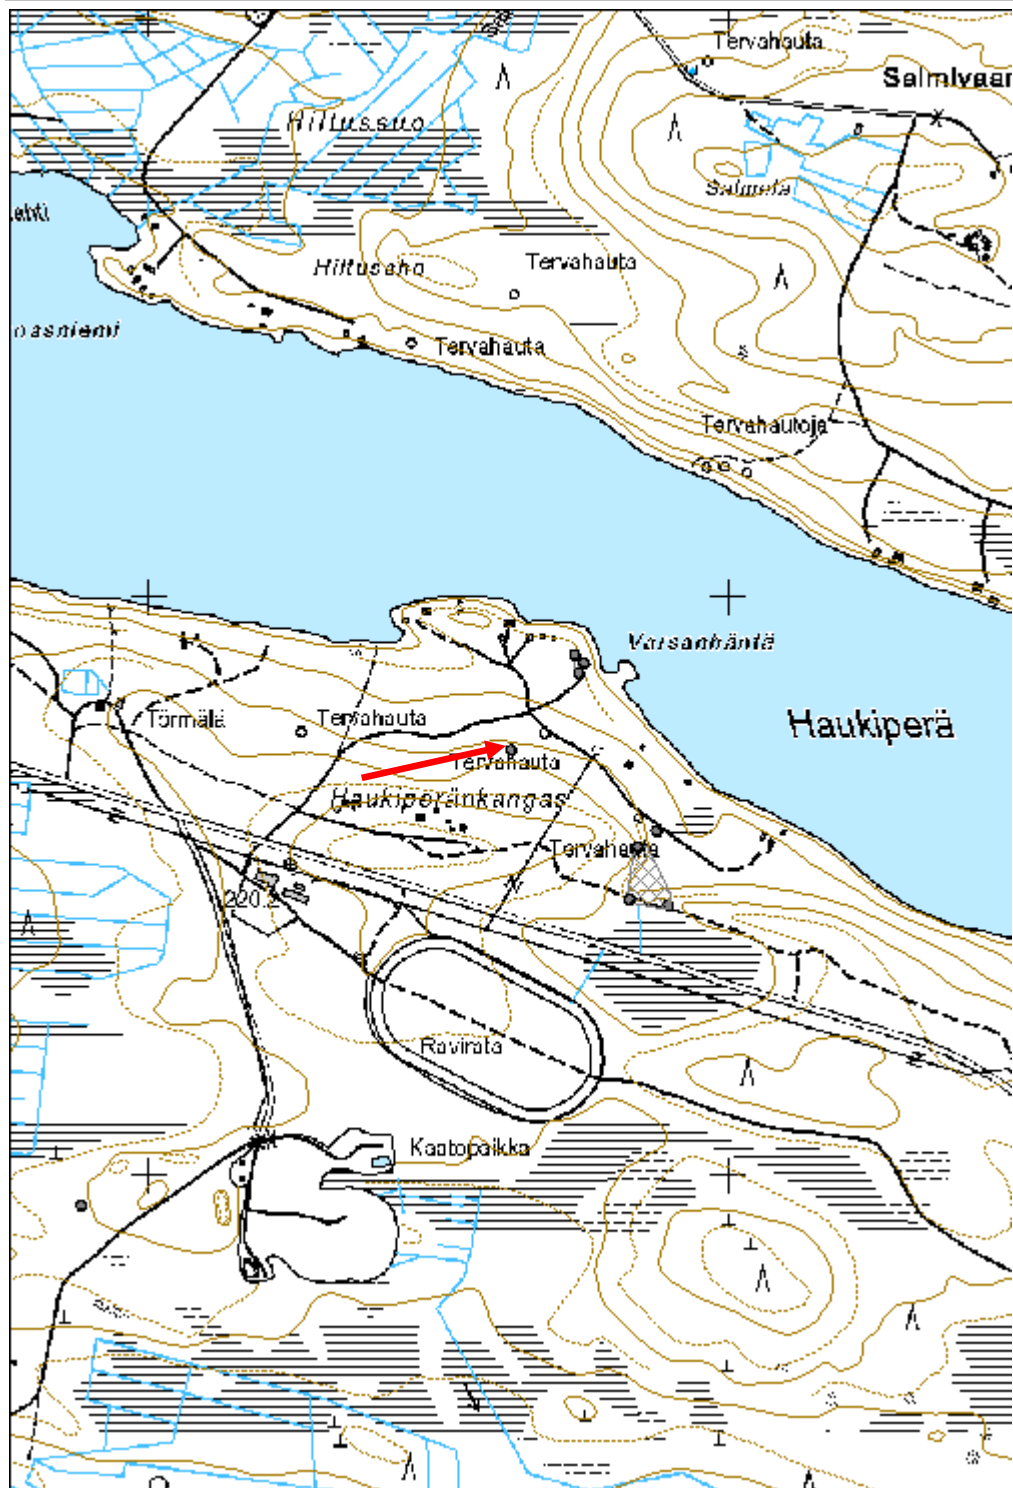 Tervahauta
Salmivaar
Hiltussuo
Salmela
Hiltusaho
Tervahauta
oasniemi
Tervahauta
Tervahautoja
Varsanhäntä
Törmälä
Tervahauta
Haukiperä
Tervahauta
Haukiperänkangas
Tervahauta
220.2
Ravirata
Kaatopaikka